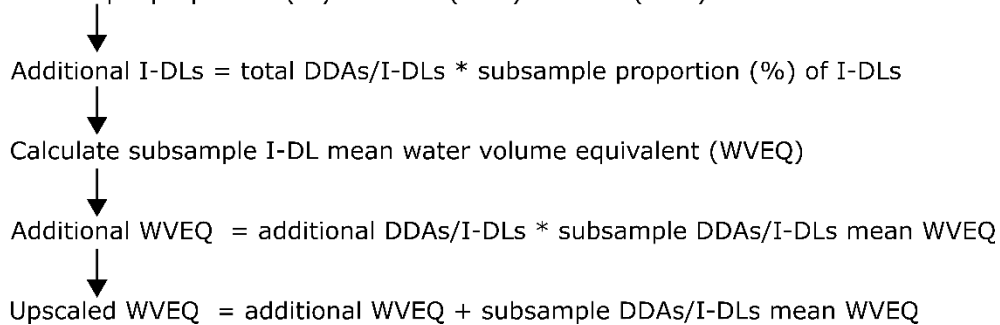 Additional I-DLs = total DDAs/I-DLs * subsample proportion (%) of I-DLs
Calculate subsample I-DL mean water volume equivalent (WVEQ)
Additional WVEQ = additional DDAs/I-DLs * subsample DDAs/I-DLs mean WVEQ
Upscaled WVEQ = additional WVEQ + subsample DDAs/I-DLs mean WVEQ